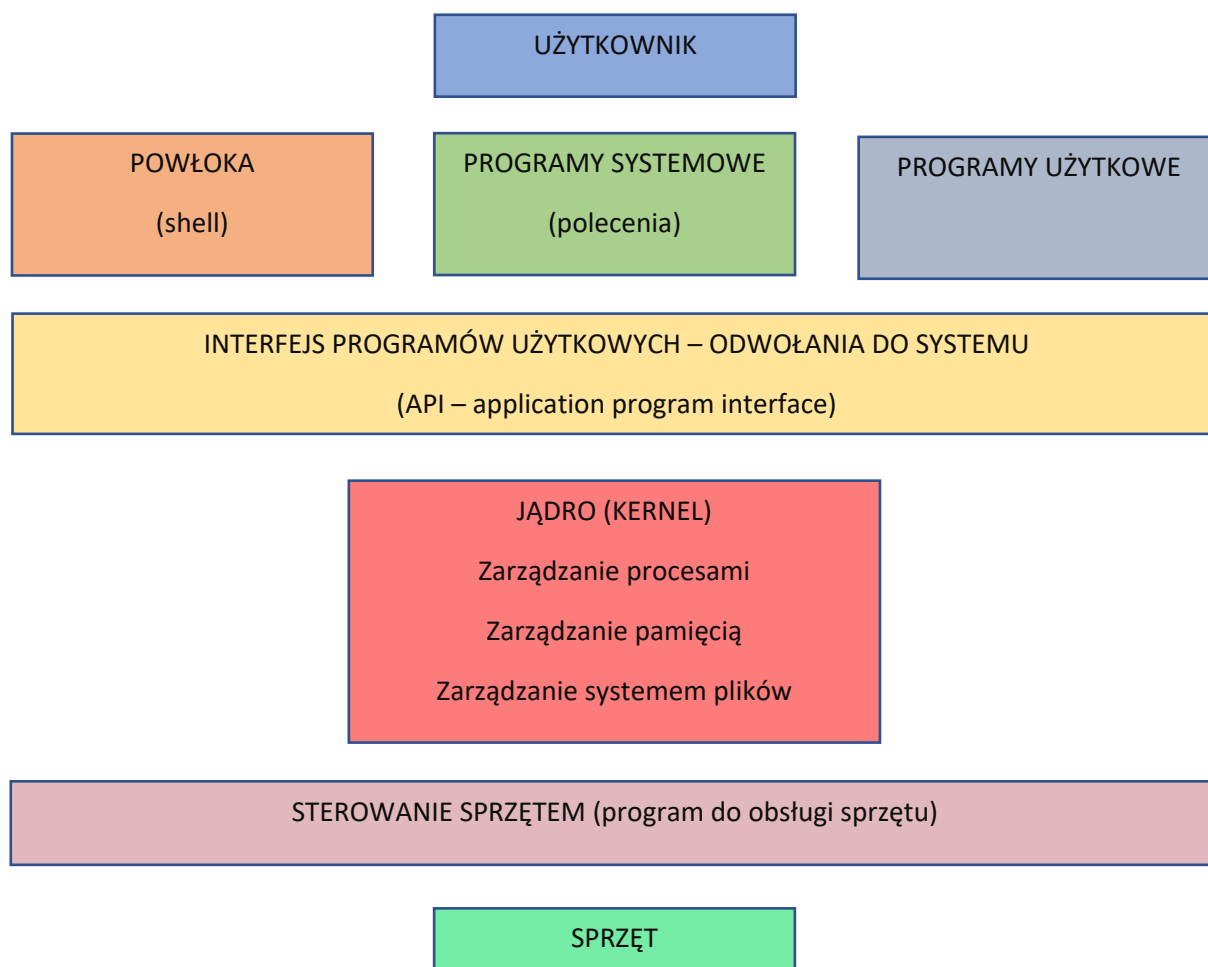 UŻYTKOWNIK
POWŁOKA
(shell)
PROGRAMY SYSTEMOWE
(polecenia)
PROGRAMY UŻYTKOWE
INTERFEJS PROGRAMÓW UŻYTKOWYCH – ODWOŁANIA DO SYSTEMU
(API – application program interface)
JĄDRO (KERNEL)
Zarządzanie procesami
Zarządzanie pamięcią
Zarządzanie systemem plików
STEROWANIE SPRZĘTEM (program do obsługi sprzętu)
SPRZĘT